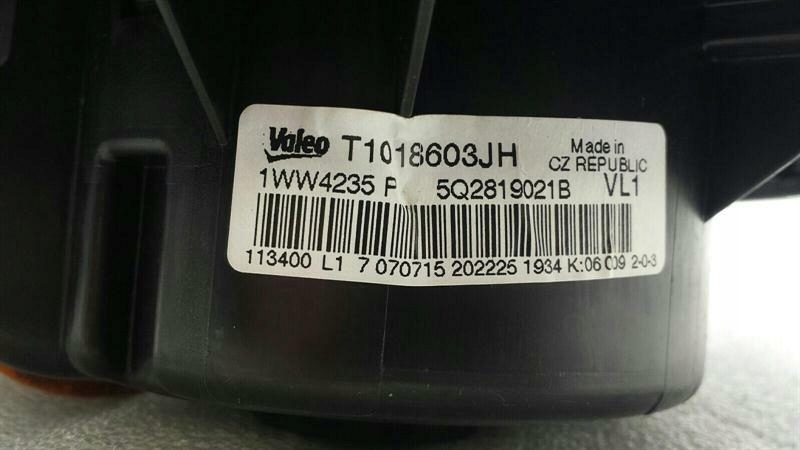 Valeo T1018603JH Made in
CZ REPUBLIC
1WW4235 P 5Q2819021B VL1
113400 L1 7 070715 202225 1934 K:06 009 2-0-3